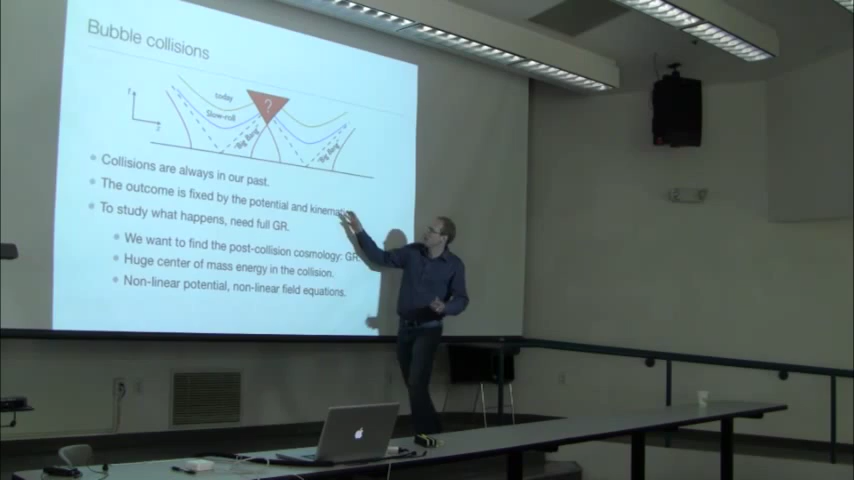 Bubble collisions
t
today
?
Slow-roll
"Big Bang"
"Big Bang"
Collisions are always in our past.
The outcome is fixed by the potential and kinematic
To study what happens, need full GR.
We want to find the post-collision cosmology: GR
Huge center of mass energy in the collision.
Non-linear potential, non-linear field equations.